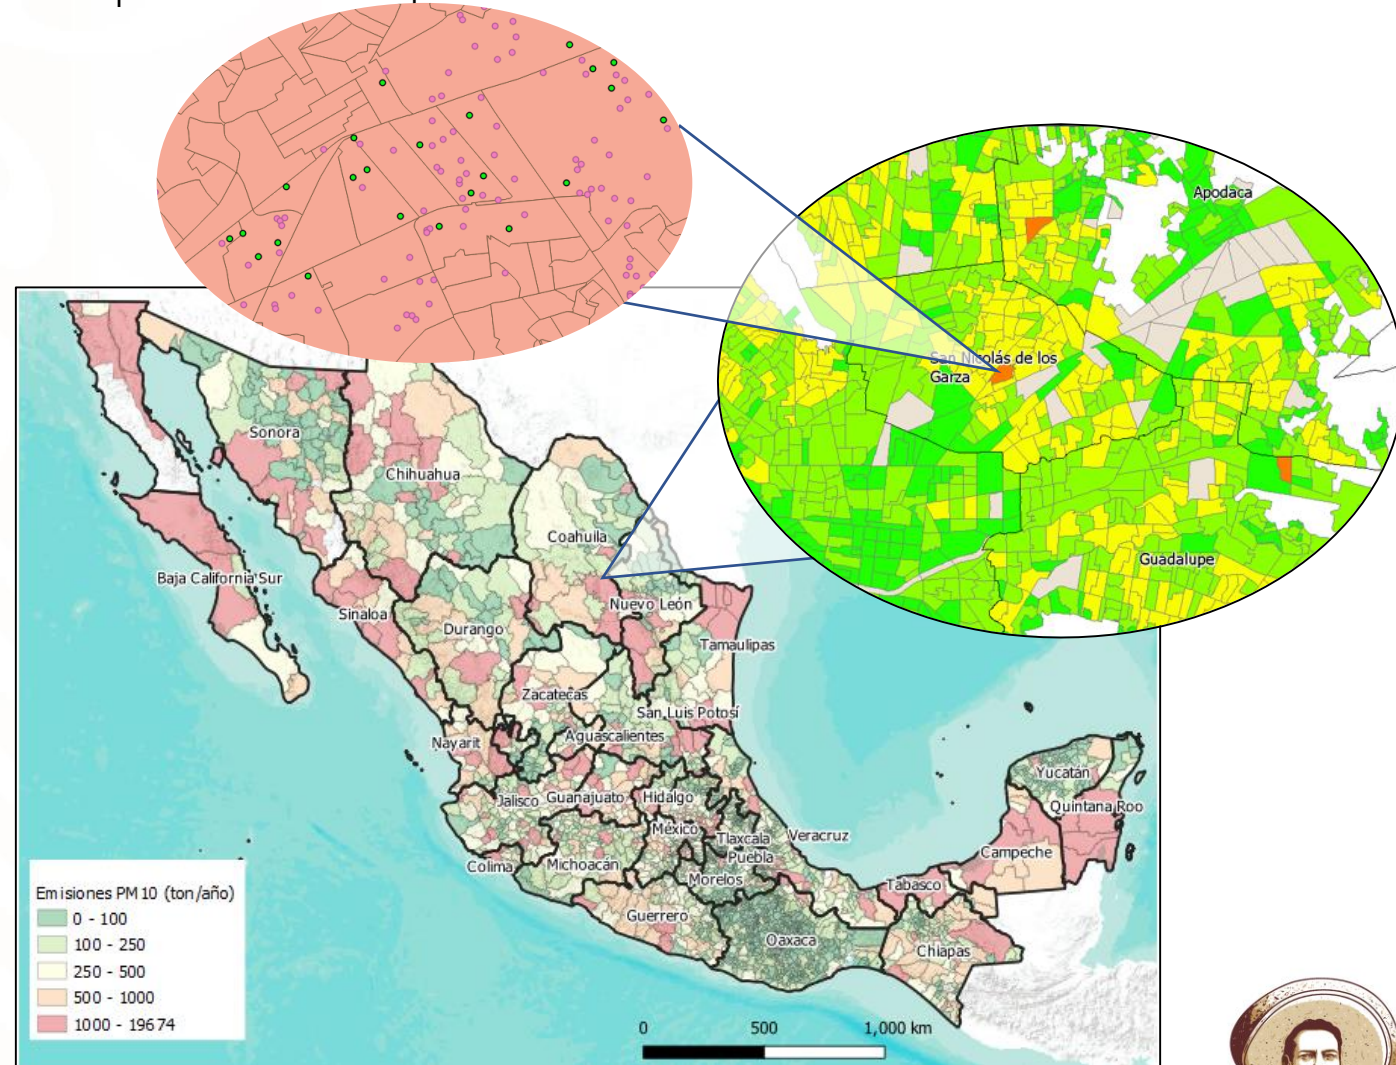 Apodaca
San Nicolás de los
Garza
Guadalupe
Sonora
Chihuahua
Coahuila
Baja California Sur
Sinaloa
Durango
Nuevo León
Tamaulipas
Zacatecas
San Luis Potosí
Nayarit
Aguascalientes
Jalisco
Guanajuato
Hidalgo
México
Tlaxcala
Veracruz
Puebla
Colima
Michoacán
Morelos
Guerrero
Oaxaca
Tabasco
Chiapas
Campeche
Yucatán
Quintana Roo
Emisiones PM10 (ton/año)
0 - 100
100 - 250
250 - 500
500 - 1000
1000 - 19674
0 500 1,000 km